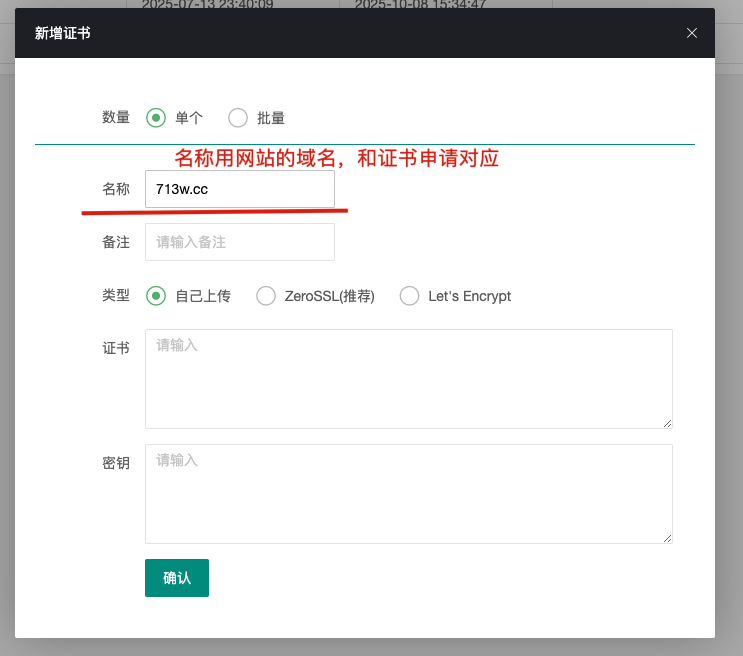 2025-07-13 23:40:09 2025-10-08 15:34:47
新增证书
数量 单个 批量
名称用网站的域名，和证书申请对应
名称 713w.cc
备注 请输入备注
类型 自己上传 ZeroSSL(推荐) Let's Encrypt
证书 请输入
密钥 请输入
确认